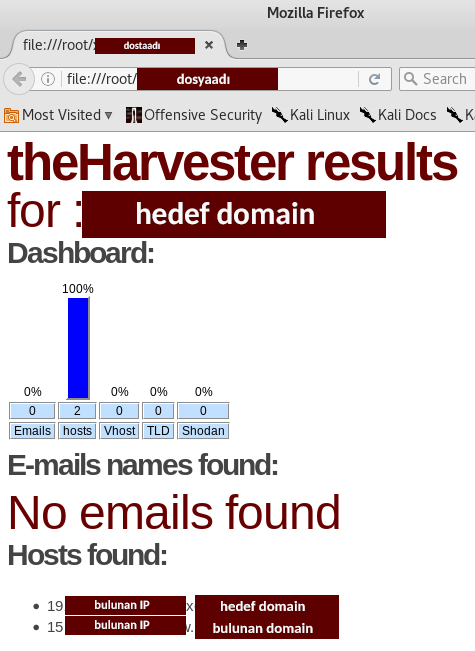 Mozilla Firefox
file:///root/ dostaadı
file:///root/ dosyaadı Search
Most Visited Offensive Security Kali Linux Kali Docs
theHarvester results
for : hedef domain
Dashboard:
100%
0% 0% 0% 0%
0 2 0 0 0
Emails hosts Vhost TLD Shodan
E-mails names found:
No emails found
Hosts found:
• 19 bulunan IP x hedef domain
• 15 bulunan IP w. bulunan domain